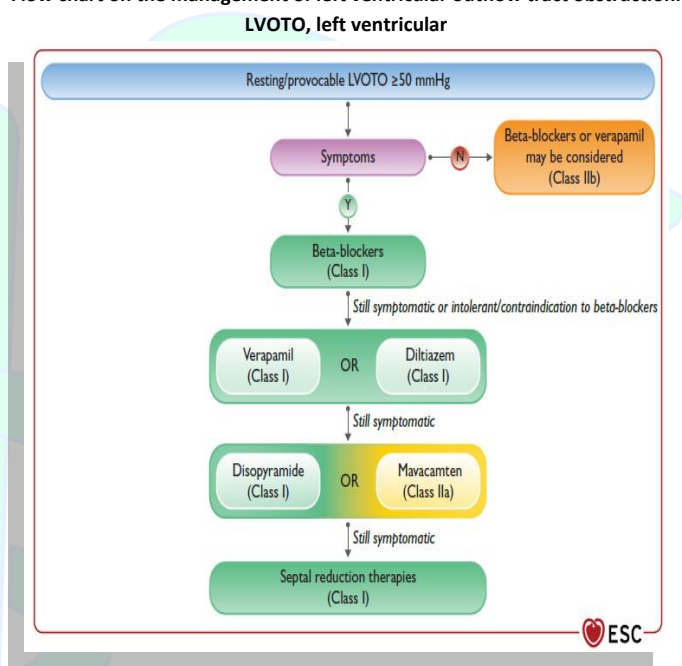 LVOTO, left ventricular
Resting/provocable LVOTO ≥50 mmHg
Symptoms
N
Beta-blockers or verapamil
may be considered
(Class IIb)
Y
Beta-blockers
(Class I)
Still symptomatic or intolerant/contraindication to beta-blockers
Verapamil
(Class I)
OR
Diltiazem
(Class I)
Still symptomatic
Disopyramide
(Class I)
OR
Mavacamten
(Class IIa)
Still symptomatic
Septal reduction therapies
(Class I)
ESC